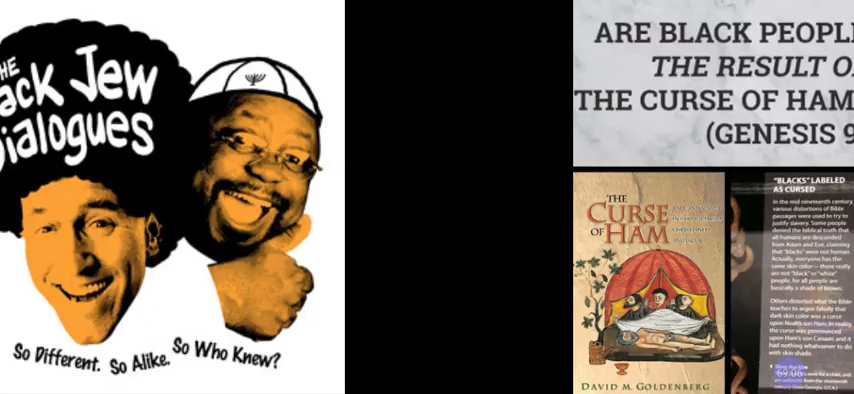 THE
ack Jew
Dialogues
So Different. So Alike. So Who Knew?
ARE BLACK PEOPLE
THE RESULT O
THE CURSE OF HAM
(GENESIS 9
THE
CURSE
OF HAM
DAVID M. GOLDENBERG
"BLACKS" LABELED
AS CURSED
In the mid nineteenth century,
various distortions of Bible
passages were used to try to
justify slavery. Some people
denied the biblical truth that
all humans are descended
from Adam and Eve, claiming
that "blacks" were not human.
Actually, everyone has the
same skin color—there really
are not "black" or "white"
people, for all people are
basically a shade of brown.
Others distorted what the Bible
teaches to argue falsely that
dark skin color was a curse
upon Noah's son Ham. In reality,
the curse was pronounced
upon Ham's son Canaan and it
had nothing whatsoever to do
with skin shade.